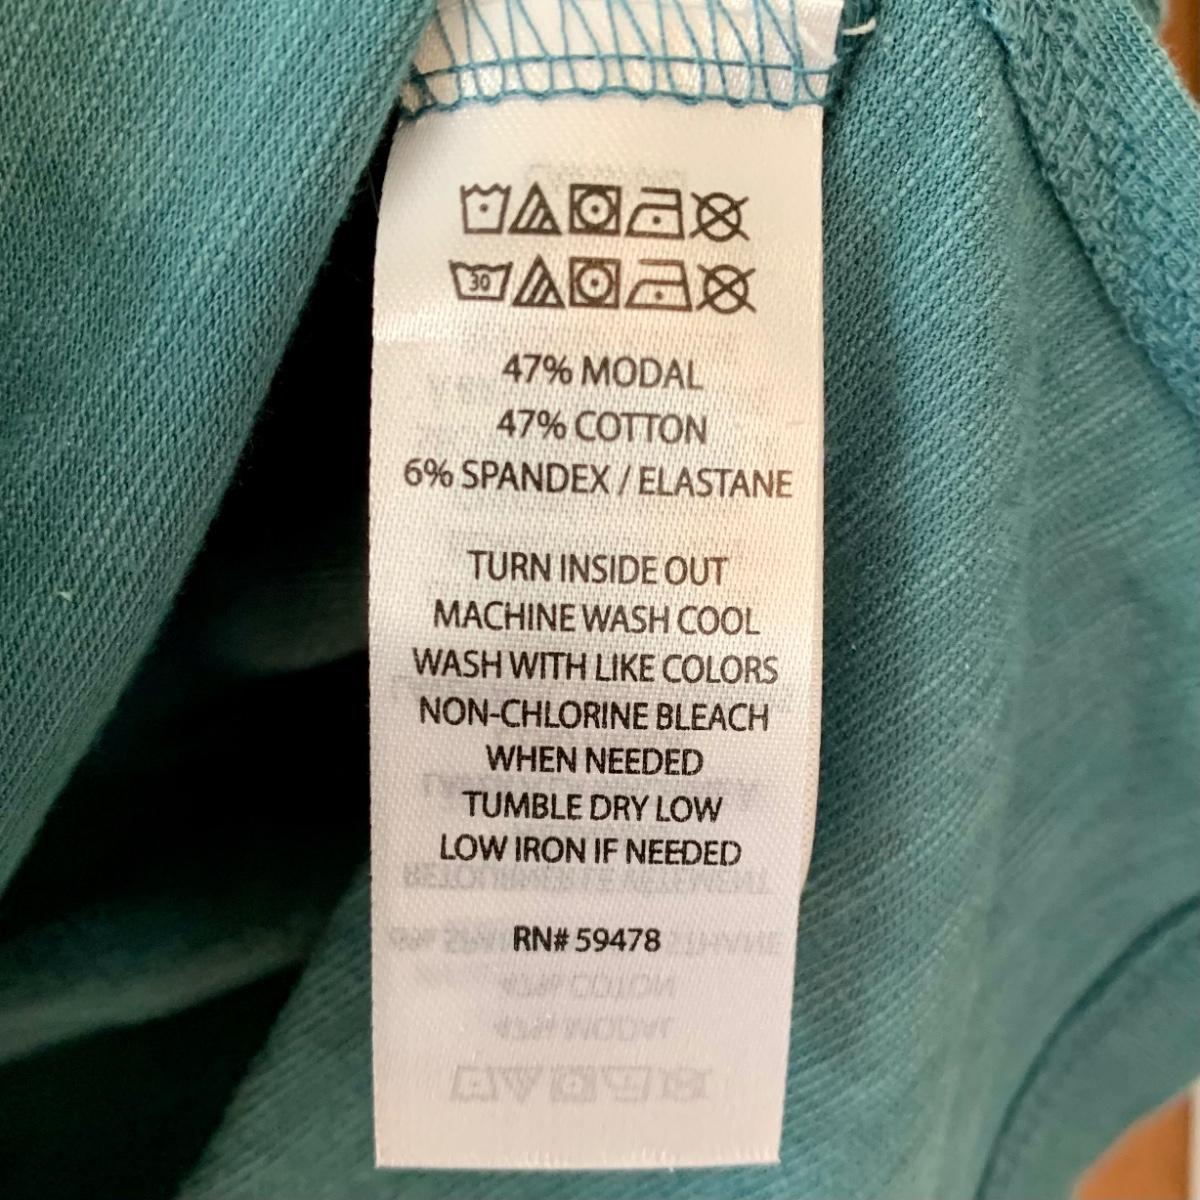 30
47% MODAL
47% COTTON
6% SPANDEX / ELASTANE
TURN INSIDE OUT
MACHINE WASH COOL
WASH WITH LIKE COLORS
NON-CHLORINE BLEACH
WHEN NEEDED
TUMBLE DRY LOW
LOW IRON IF NEEDED
RN# 59478